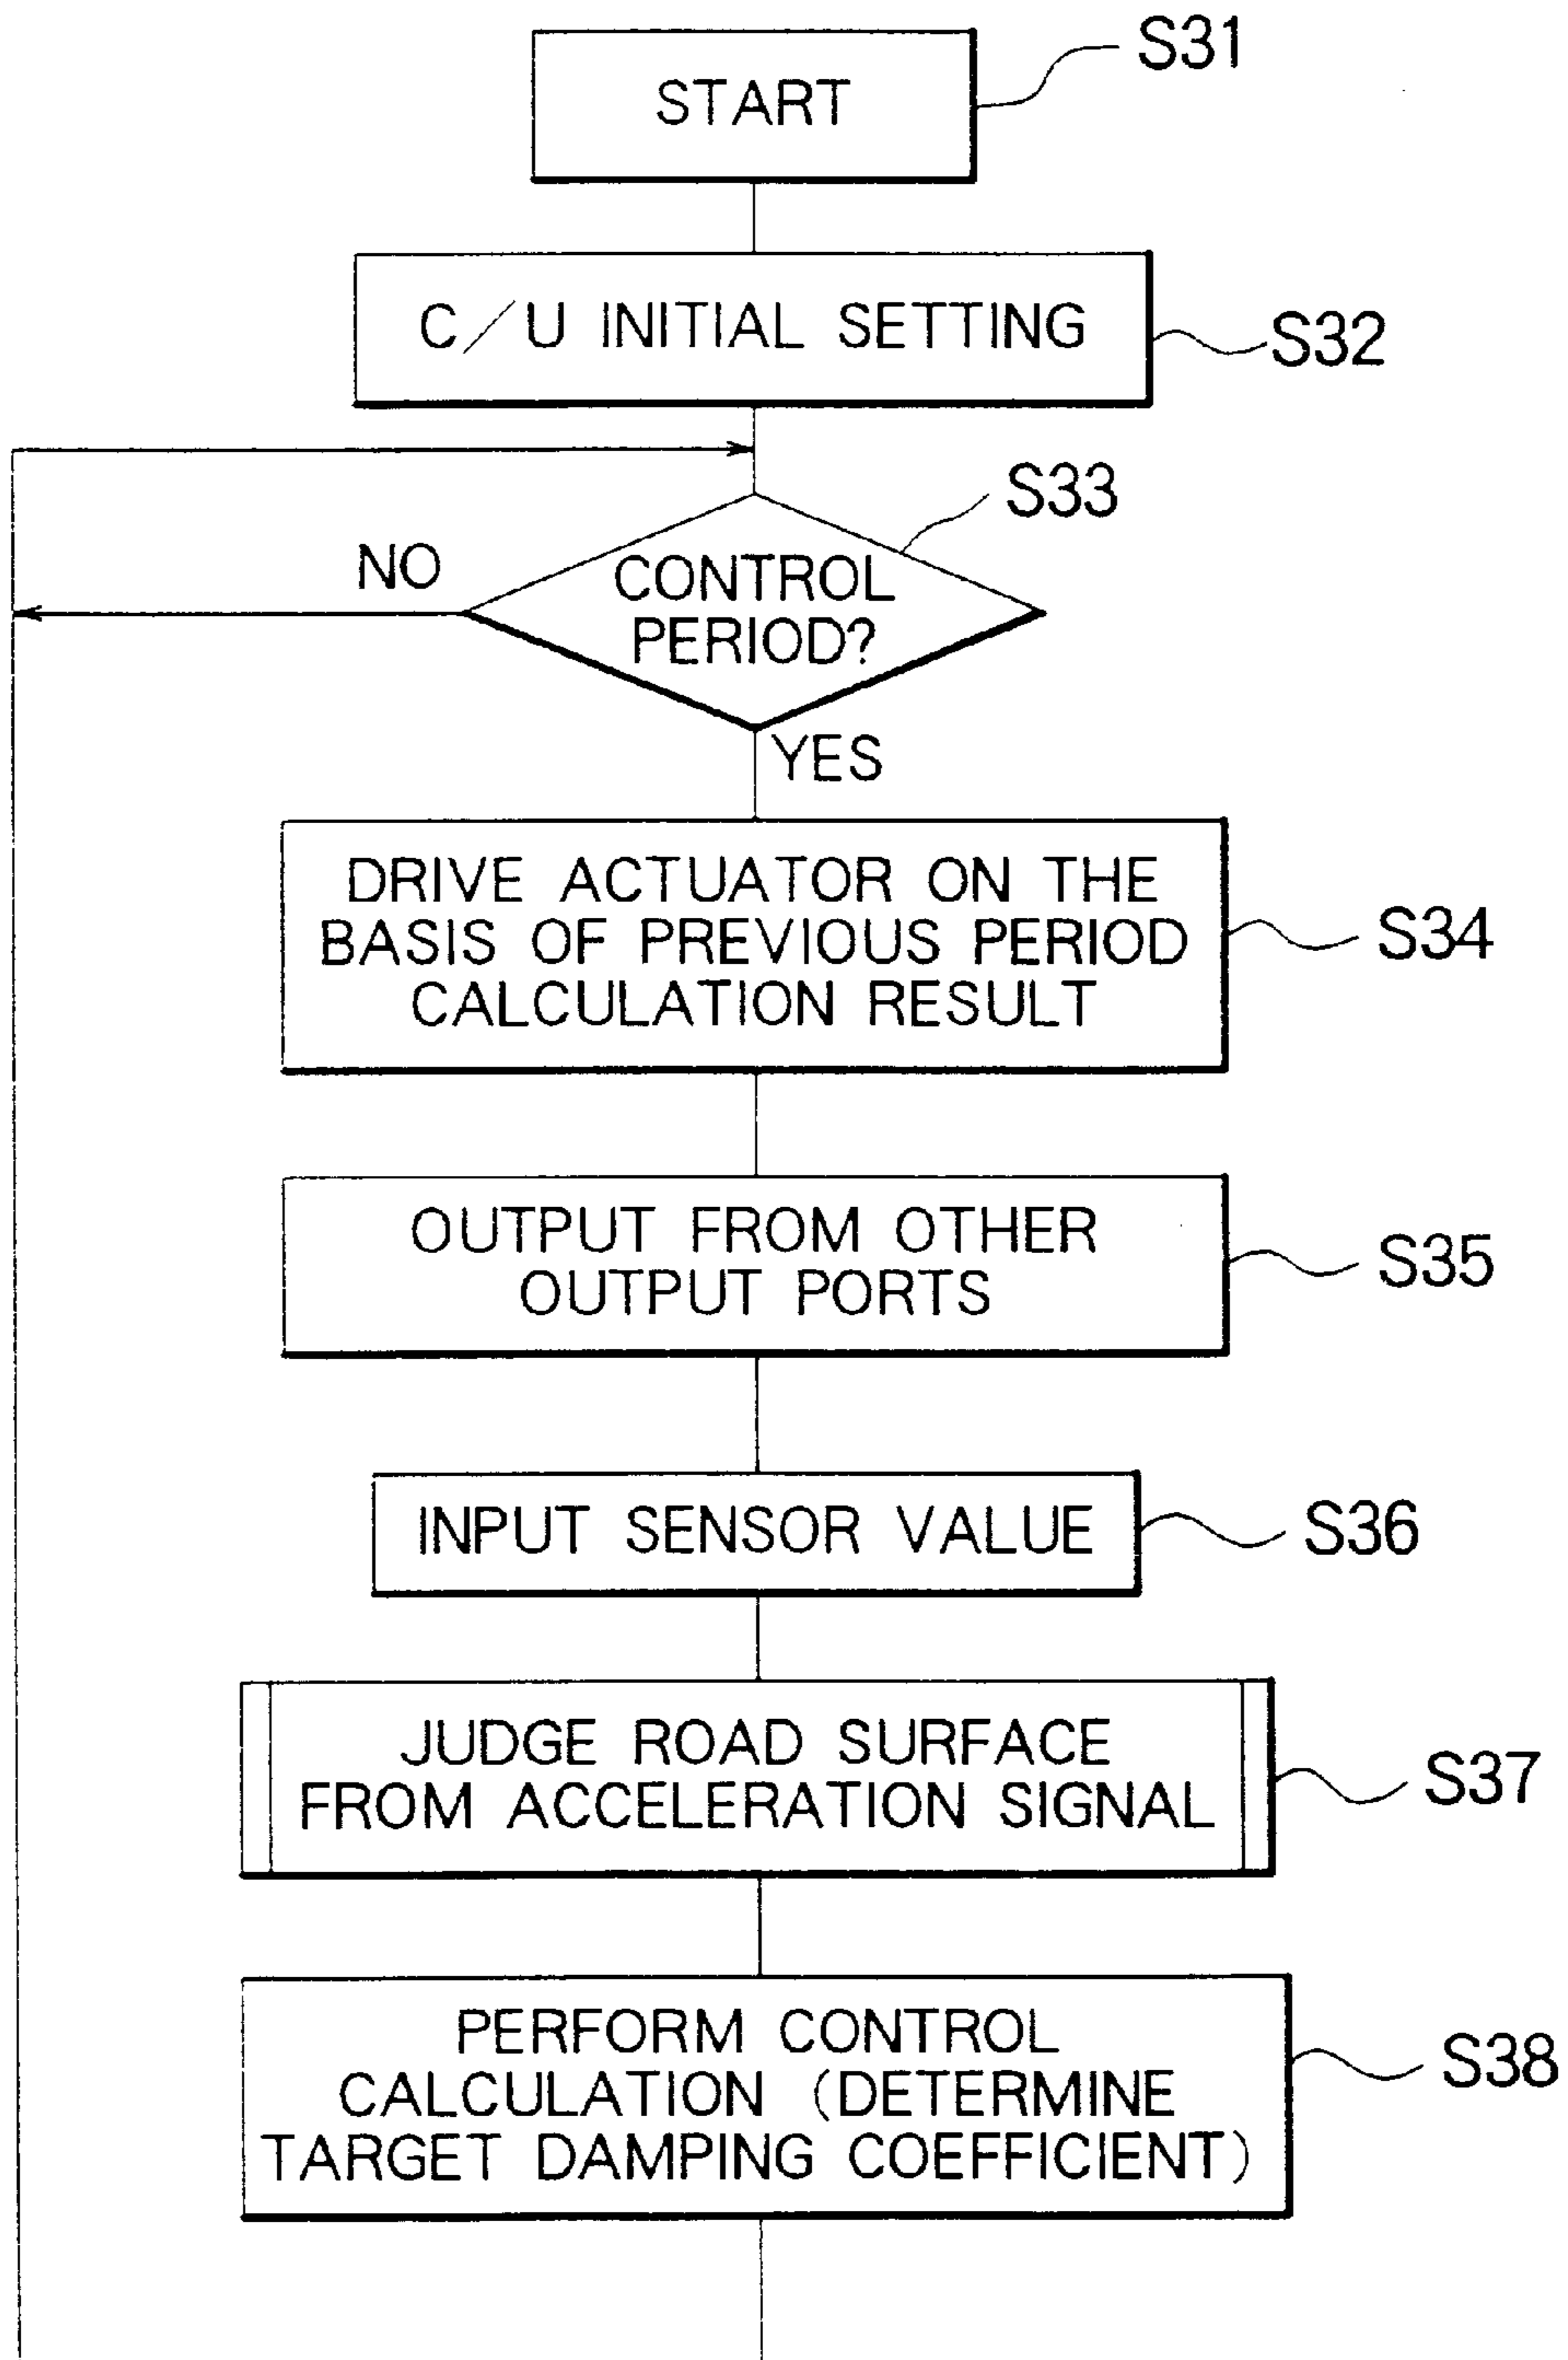 START
S31
C/U INITIAL SETTING
S32
S33
NO
CONTROL
PERIOD?
YES
DRIVE ACTUATOR ON THE
BASIS OF PREVIOUS PERIOD
CALCULATION RESULT
S34
OUTPUT FROM OTHER
OUTPUT PORTS
S35
INPUT SENSOR VALUE
S36
JUDGE ROAD SURFACE
FROM ACCELERATION SIGNAL
S37
PERFORM CONTROL
CALCULATION (DETERMINE
TARGET DAMPING COEFFICIENT)
S38